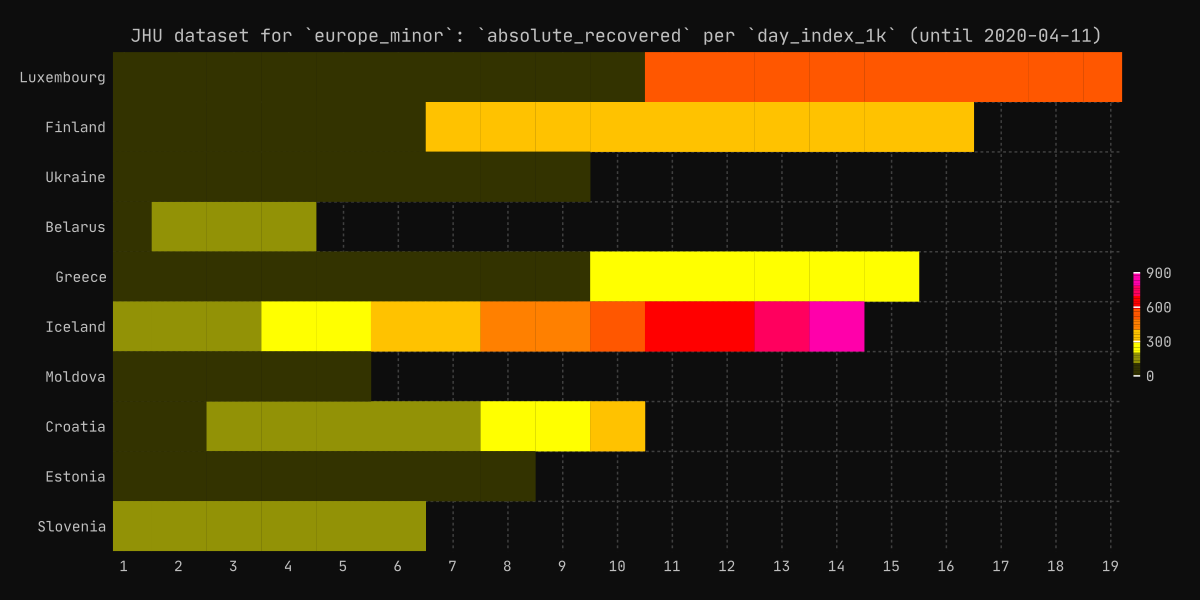 JHU dataset for `europe_minor`: `absolute_recovered` per `day_index_1k` (until 2020-04-11)
Luxembourg
Finland
Ukraine
Belarus
Greece
Iceland
Moldova
Croatia
Estonia
Slovenia
1 2 3 4 5 6 7 8 9 10 11 12 13 14 15 16 17 18 19
900
600
300
0